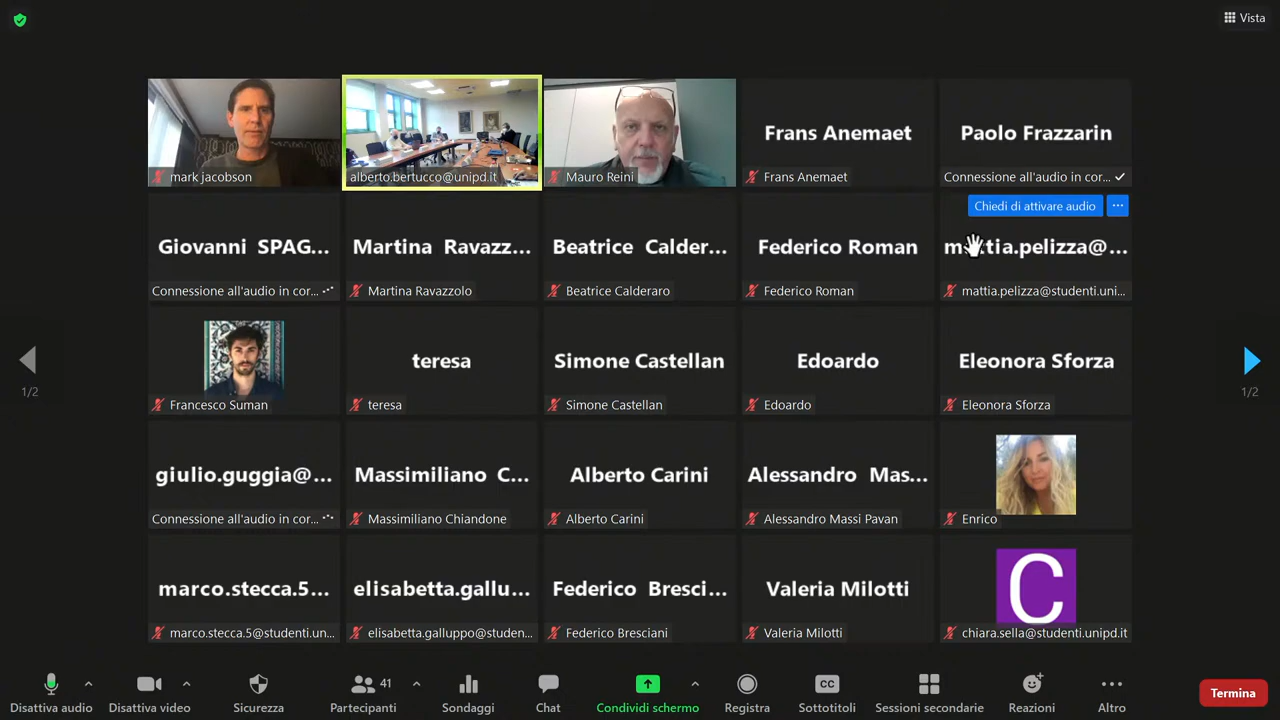 Vista
mark jacobson
alberto.bertucco@unipd.it
Mauro Reini
Frans Anemaet
Frans Anemaet
Paolo Frazzarin
Connessione all'audio in cor...
Giovanni SPAG...
Connessione all'audio in cor...
Martina Ravazz...
Martina Ravazzolo
Beatrice Calder...
Beatrice Calderaro
Federico Roman
Federico Roman
Chiedi di attivare audio
...
mattia.pelizza@...
mattia.pelizza@studenti.uni...
1/2
Francesco Suman
teresa
teresa
Simone Castellan
Simone Castellan
Edoardo
Edoardo
Eleonora Sforza
Eleonora Sforza
1/2
giulio.guggia@...
Connessione all'audio in cor...
Massimiliano C...
Massimiliano Chiandone
Alberto Carini
Alberto Carini
Alessandro Mas...
Alessandro Massi Pavan
Enrico
marco.stecca.5...
marco.stecca.5@studenti.un...
elisabetta.gallu...
elisabetta.galluppo@studen...
Federico Bresci...
Federico Bresciani
Valeria Milotti
Valeria Milotti
C
chiara.sella@studenti.unipd.it
Disattiva audio
Disattiva video
Sicurezza
41
Partecipanti
Sondaggi
Chat
Condividi schermo
Registra
CC
Sottotitoli
Sessioni secondarie
Reazioni
Altro
Termina